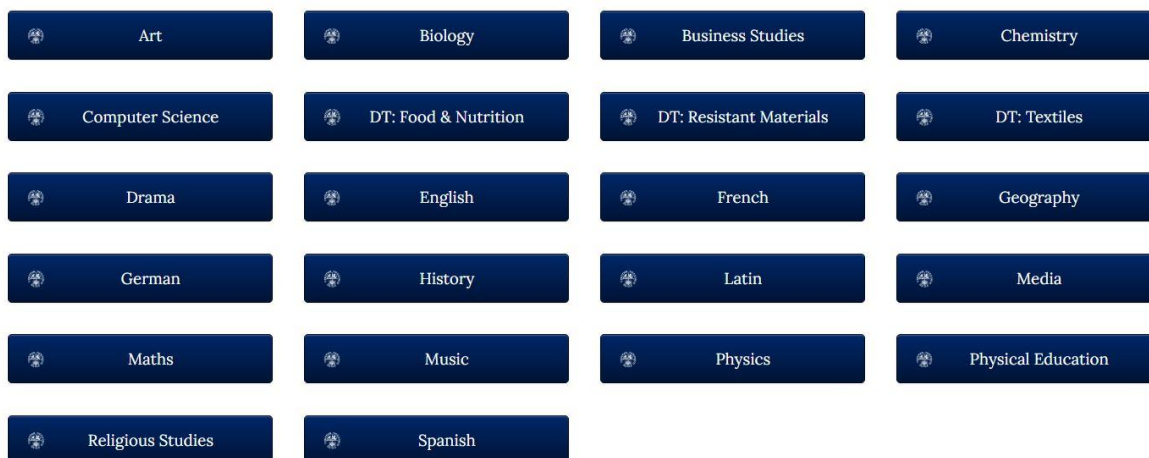 Art
Biology
Business Studies
Chemistry
Computer Science
DT: Food & Nutrition
DT: Resistant Materials
DT: Textiles
Drama
English
French
Geography
German
History
Latin
Media
Maths
Music
Physics
Physical Education
Religious Studies
Spanish